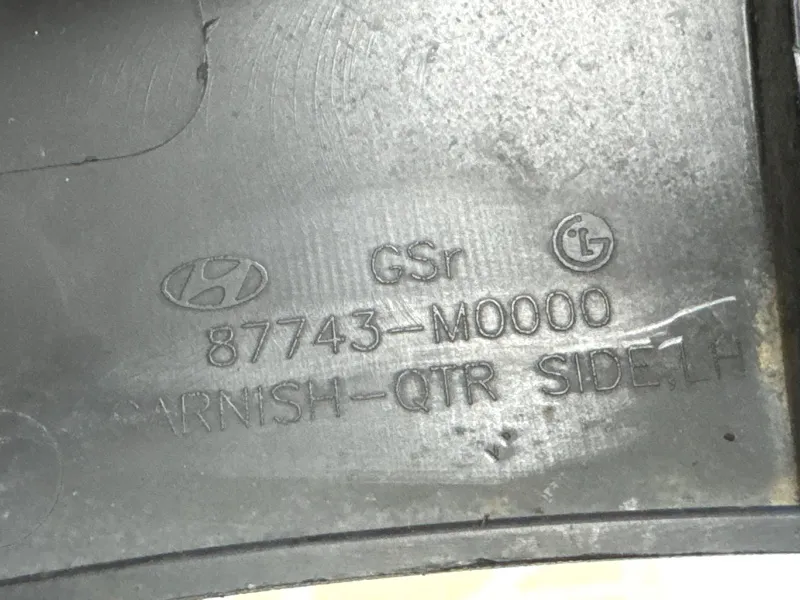 GSr
87743-M0000
GARNISH-QTR SIDE,LH